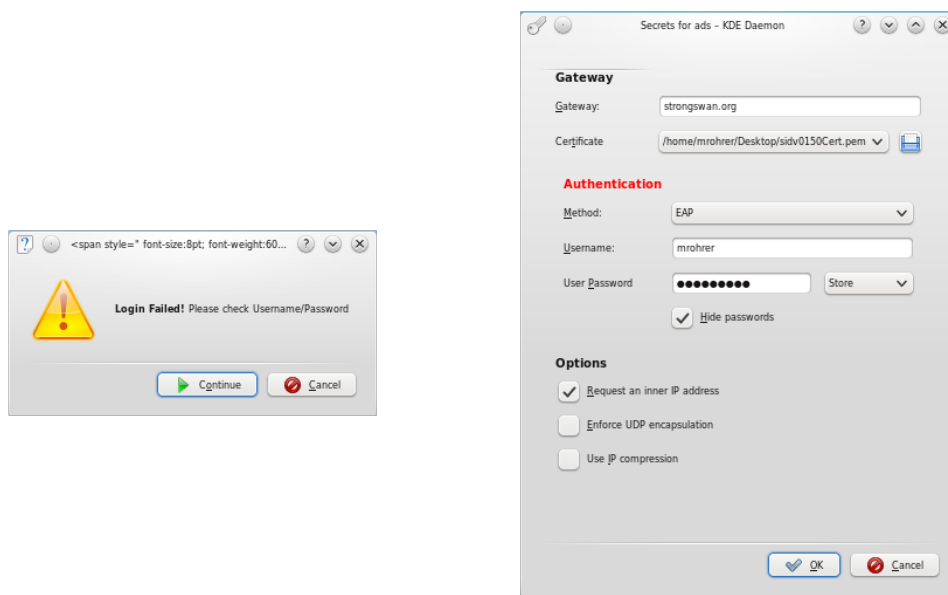 <span style=" font-size:8pt; font-weight:60...
Login Failed! Please check Username/Password
Continue
Cancel
Secrets for ads – KDE Daemon
Gateway
Gateway:
strongswan.org
Certificate
/home/mrohrer/Desktop/sidv0150Cert.pem
Authentication
Method:
EAP
Username:
mrohrer
User Password
●●●●●●●●●
Store
Hide passwords
Options
Request an inner IP address
Enforce UDP encapsulation
Use IP compression
OK
Cancel